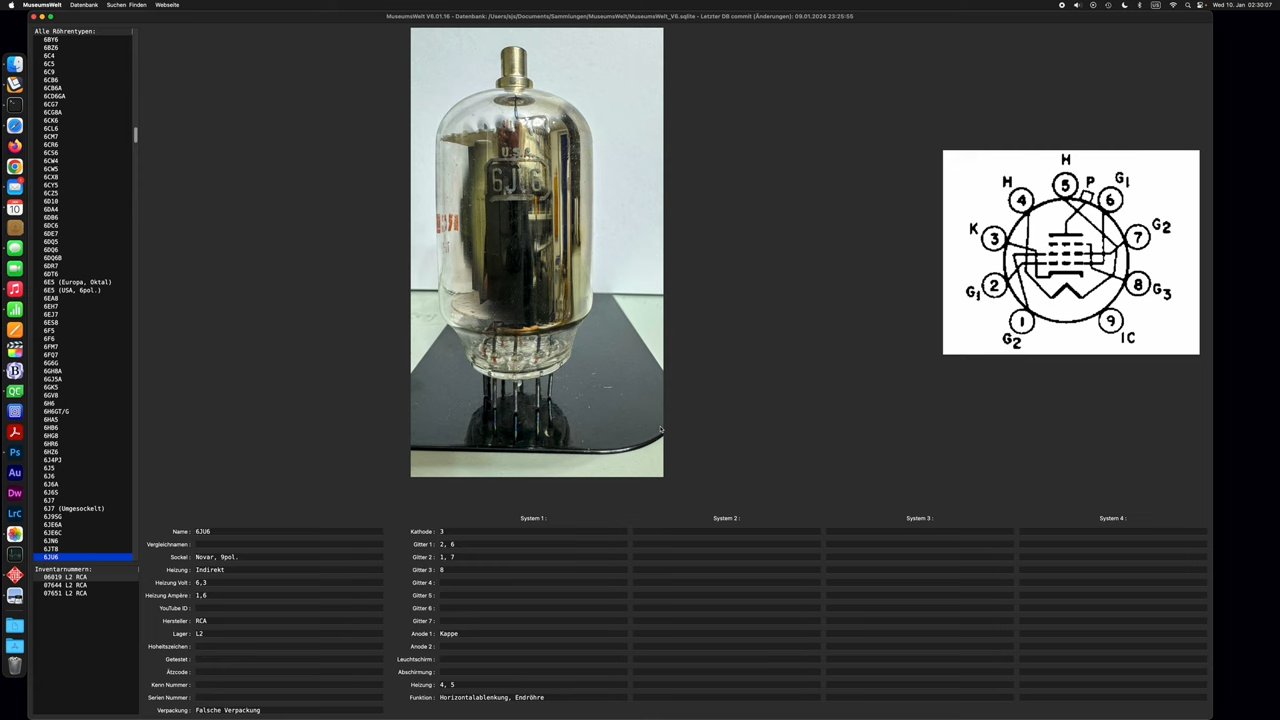 MuseumsWelt Datenbank Suchen Finden Webseite
US Wed 10. Jan. 02:30:07
MuseumsWelt V6.01.16 - Datenbank: /Users/sjs/Documents/Sammlungen/MuseumsWelt/MuseumsWelt_V6.sqlite - Letzter DB commit (Änderungen): 09.01.2024 23:25:55
Alle Röhrentypen:
6BY6
6BZ6
6C4
6C5
6C9
6CB6
6CB6A
6CD6GA
6CG7
6CG8A
6CK6
6CL6
6CM7
6CR6
6CS6
6CW4
6CW5
6CX8
6CY5
6CZ5
6D10
6DA4
6DB6
6DC6
6DE7
6DQ5
6DQ6
6DQ6B
6DR7
6DT6
6E5 (Europa, Oktal)
6E5 (USA, 6pol.)
6EA8
6EH7
6EJ7
6ES8
6F5
6F6
6FM7
6FQ7
6G6G
6GH8A
6GJ5A
6GK5
6GV8
6H6
6H6GT/G
6HA5
6HB6
6HG8
6HR6
6HZ6
6J4PJ
6J5
6J6
6J6A
6J6S
6J7
6J7 (Umgesockelt)
6J9SG
6JE6A
6JE6C
6JN6
6JT8
6JU6
Inventarnummern:
06019 L2 RCA
07644 L2 RCA
07651 L2 RCA
U.S.A.
6JU6
H
5
P
G1
6
H
4
7
G2
K
3
G1
2
8
G3
1
G2
9
IC
System 1 :
System 2 :
System 3 :
System 4 :
Name : 6JU6
Vergleichnamen :
Sockel : Novar, 9pol.
Heizung : Indirekt
Heizung Volt : 6,3
Heizung Ampère : 1,6
YouTube ID :
Hersteller : RCA
Lager : L2
Hoheitszeichen :
Getestet :
Ätzcode :
Kenn Nummer :
Serien Nummer :
Verpackung : Falsche Verpackung
Kathode : 3
Gitter 1 : 2, 6
Gitter 2 : 1, 7
Gitter 3 : 8
Gitter 4 :
Gitter 5 :
Gitter 6 :
Gitter 7 :
Anode 1 : Kappe
Anode 2 :
Leuchtschirm :
Abschirmung :
Heizung : 4, 5
Funktion : Horizontalablenkung, Endröhre
10
QC
Ps
Au
Dw
LrC